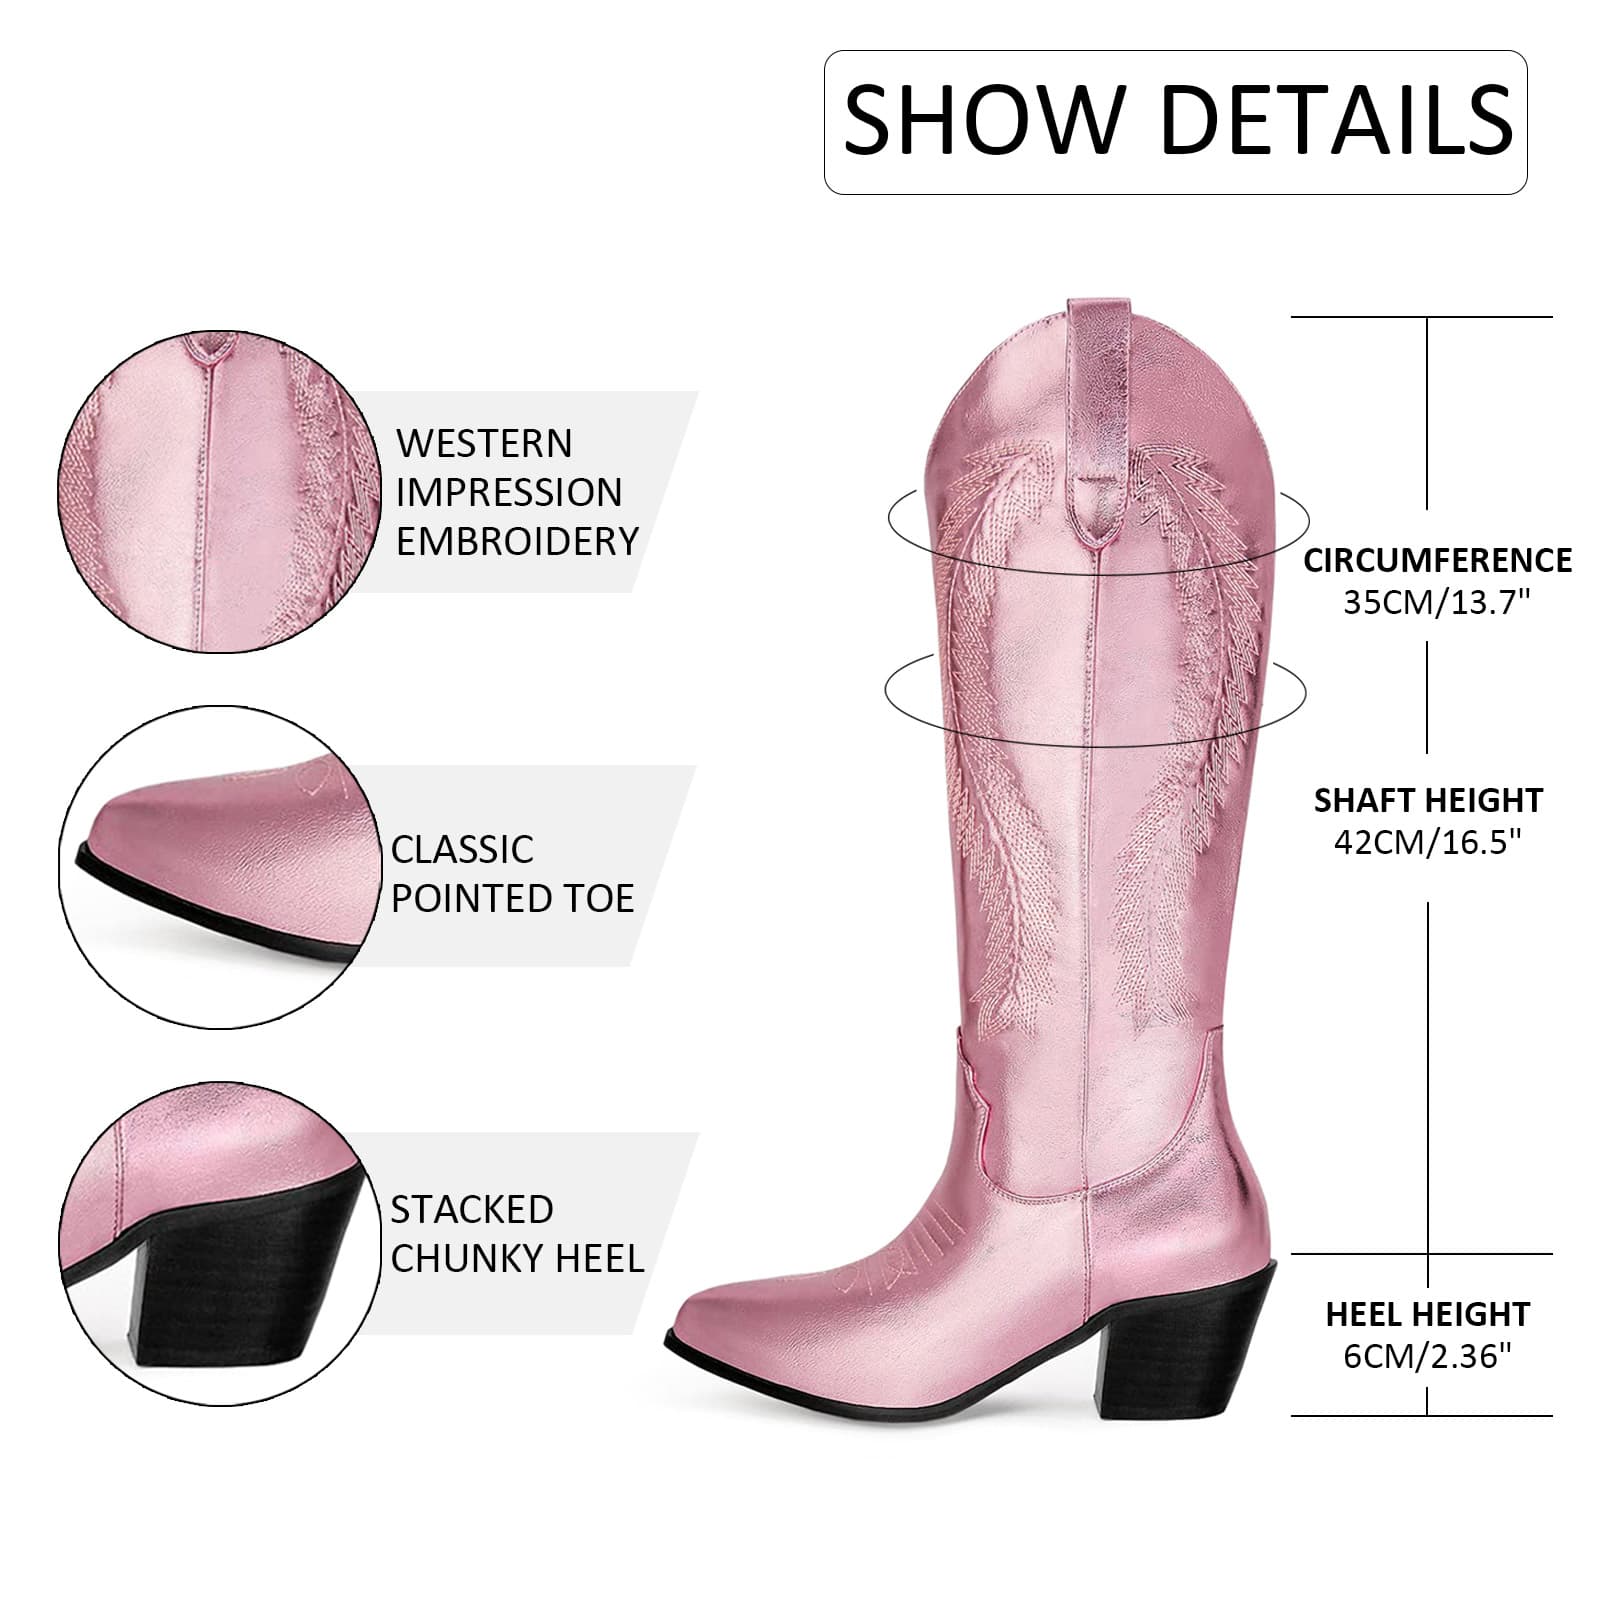 SHOW DETAILS
WESTERN
IMPRESSION
EMBROIDERY
CLASSIC
POINTED TOE
STACKED
CHUNKY HEEL
CIRCUMFERENCE
35CM/13.7"
SHAFT HEIGHT
42CM/16.5"
HEEL HEIGHT
6CM/2.36"